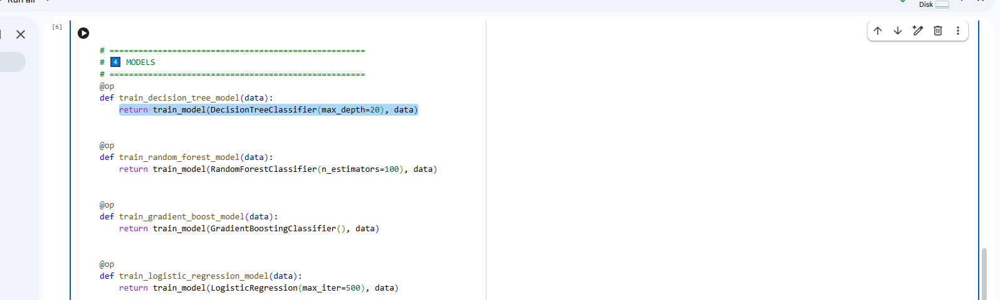 Run all
Disk
[6]
# =====================================================
# 4 MODELS
# =====================================================
@op
def train_decision_tree_model(data):
return train_model(DecisionTreeClassifier(max_depth=20), data)
@op
def train_random_forest_model(data):
return train_model(RandomForestClassifier(n_estimators=100), data)
@op
def train_gradient_boost_model(data):
return train_model(GradientBoostingClassifier(), data)
@op
def train_logistic_regression_model(data):
return train_model(LogisticRegression(max_iter=500), data)